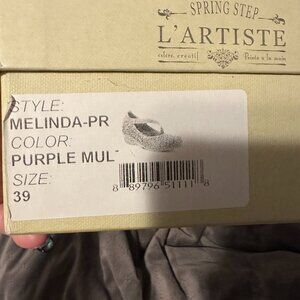 SPRING STEP
L'ARTISTE
STYLE:
MELINDA-PR
COLOR:
PURPLE MUL
SIZE:
39
8 89796 51111 8